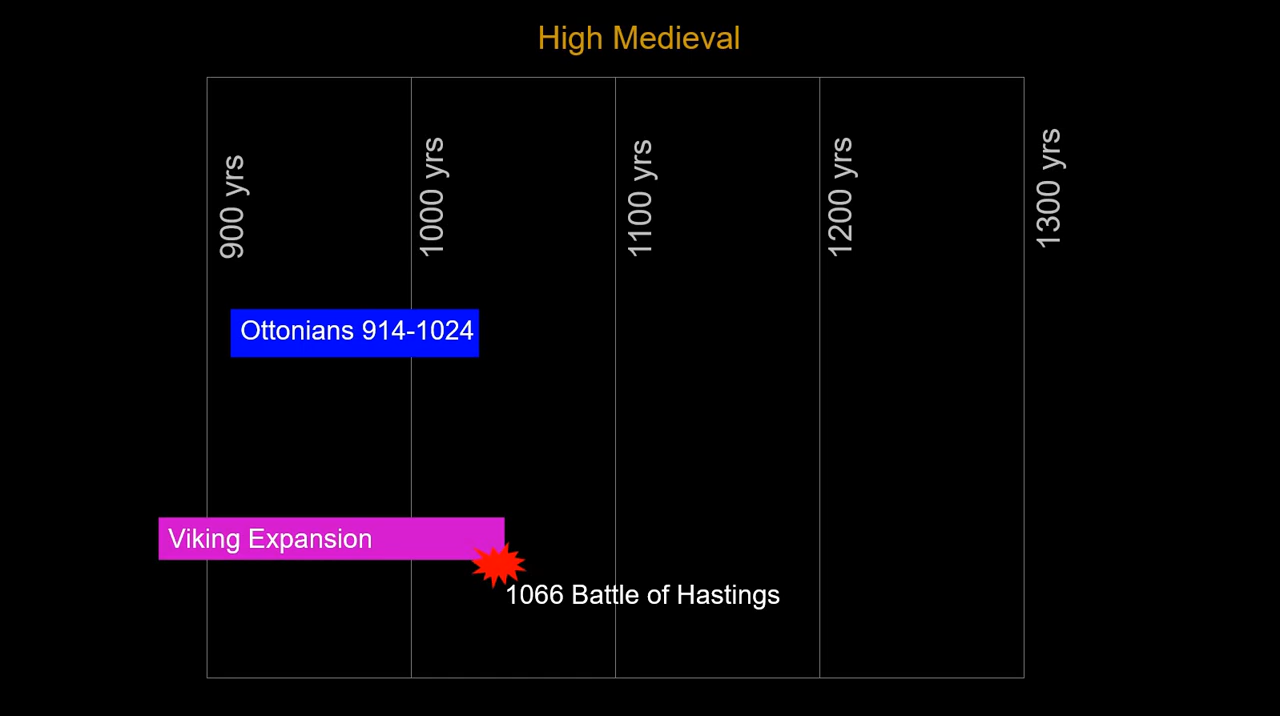 High Medieval
900 yrs
1000 yrs
1100 yrs
1200 yrs
1300 yrs
Ottonians 914-1024
Viking Expansion
1066 Battle of Hastings